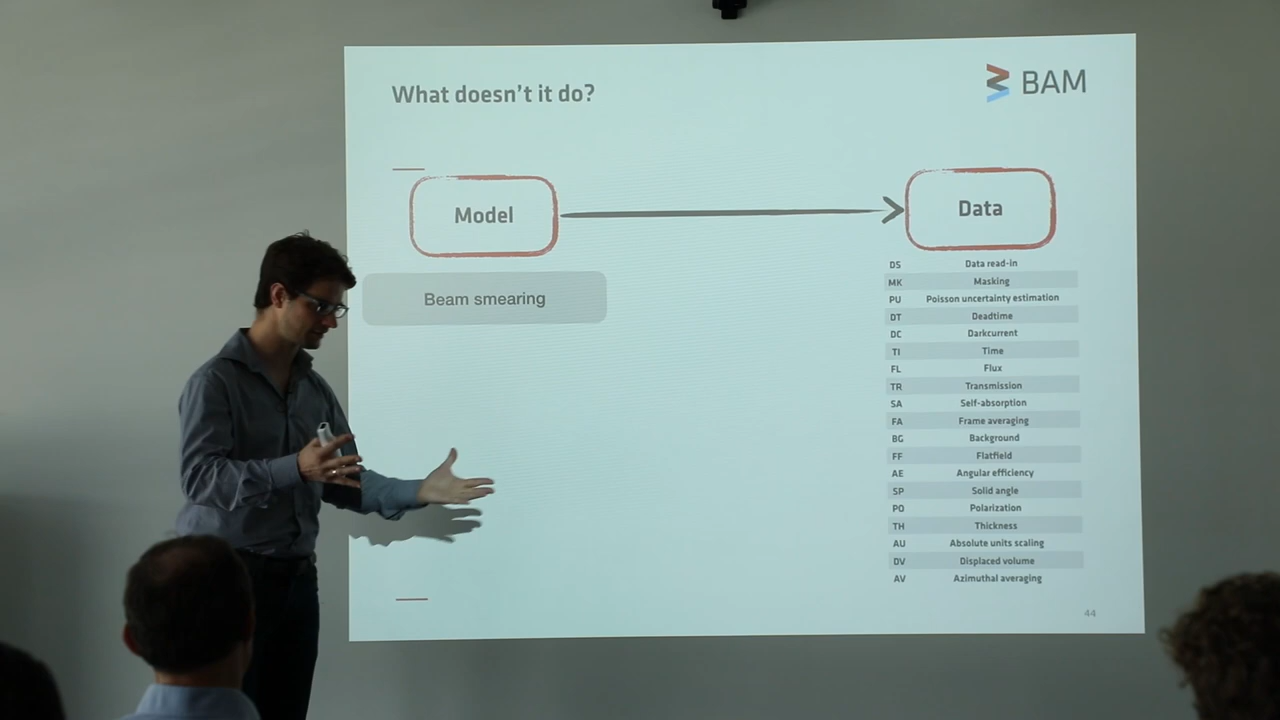 What doesn't it do?
BAM
Model
Data
Beam smearing
DS Data read-in
MK Masking
PU Poisson uncertainty estimation
DT Deadtime
DC Darkcurrent
TI Time
FL Flux
TR Transmission
SA Self-absorption
FA Frame averaging
BG Background
FF Flatfield
AE Angular efficiency
SP Solid angle
PO Polarization
TH Thickness
AU Absolute units scaling
DV Displaced volume
AV Azimuthal averaging
44